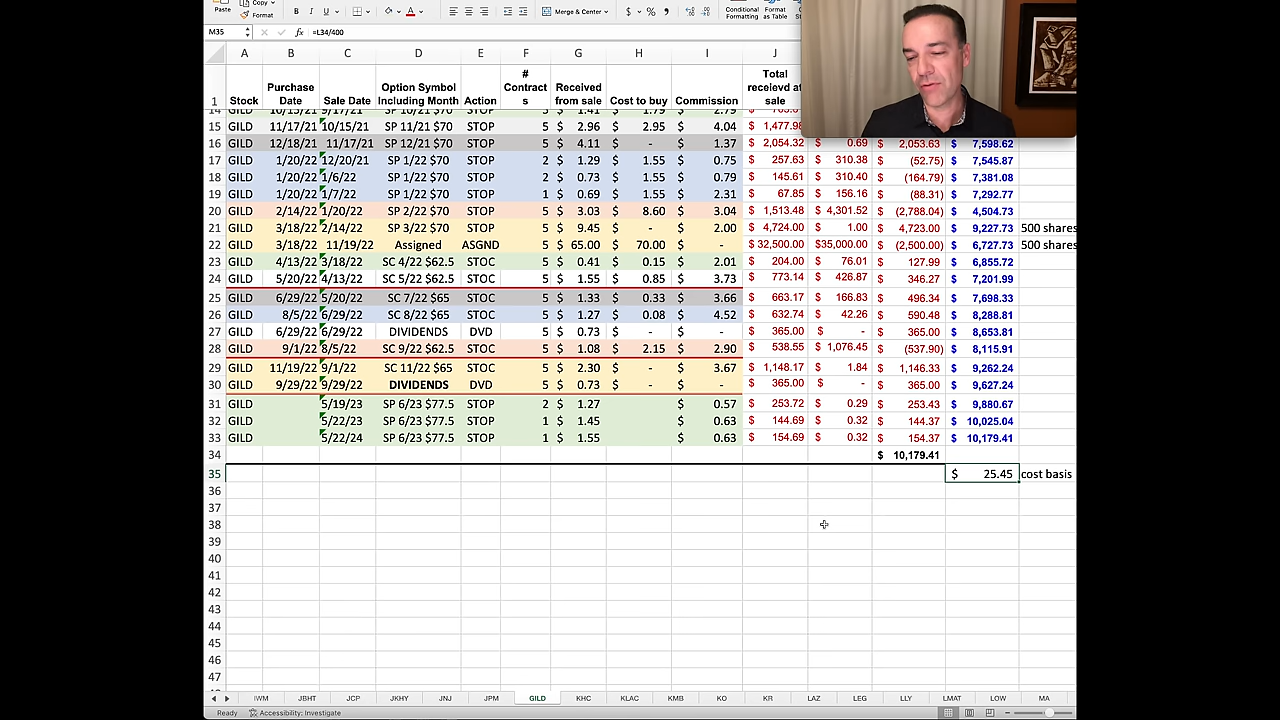 Paste Copy B I U A Merge & Center $ % 9 Conditional Format C
Format Formatting as Table S
M35 fx =L34/400
# Total
Purchase Option Symbol Contract Received receievd at
1 Stock Date Sale Date Including Month Action s from sale Cost to buy Commission sale
15 GILD 11/17/21 10/15/21 SP 11/21 $70 STOP 5 $ 2.96 $ 2.95 $ 4.04 $ 1,477.98
16 GILD 12/18/21 11/17/21 SP 12/21 $70 STOP 5 $ 4.11 $ - $ 1.37 $ 2,054.32 $ 0.69 $ 2,053.63 $ 7,598.62
17 GILD 1/20/22 12/20/21 SP 1/22 $70 STOP 2 $ 1.29 $ 1.55 $ 0.75 $ 257.63 $ 310.38 $ (52.75) $ 7,545.87
18 GILD 1/20/22 1/6/22 SP 1/22 $70 STOP 2 $ 0.73 $ 1.55 $ 0.79 $ 145.61 $ 310.40 $ (164.79) $ 7,381.08
19 GILD 1/20/22 1/7/22 SP 1/22 $70 STOP 1 $ 0.69 $ 1.55 $ 2.31 $ 67.85 $ 156.16 $ (88.31) $ 7,292.77
20 GILD 2/14/22 1/20/22 SP 2/22 $70 STOP 5 $ 3.03 $ 8.60 $ 3.04 $ 1,513.48 $ 4,301.52 $ (2,788.04) $ 4,504.73
21 GILD 3/18/22 2/14/22 SP 3/22 $70 STOP 5 $ 9.45 $ - $ 2.00 $ 4,724.00 $ 1.00 $ 4,723.00 $ 9,227.73 500 shares
22 GILD 3/18/22 11/19/22 Assigned ASGND 5 $ 65.00 $ 70.00 $ - $ 32,500.00 $35,000.00 $ (2,500.00) $ 6,727.73 500 shares
23 GILD 4/13/22 3/18/22 SC 4/22 $62.5 STOC 5 $ 0.41 $ 0.15 $ 2.01 $ 204.00 $ 76.01 $ 127.99 $ 6,855.72
24 GILD 5/20/22 4/13/22 SC 5/22 $62.5 STOC 5 $ 1.55 $ 0.85 $ 3.73 $ 773.14 $ 426.87 $ 346.27 $ 7,201.99
25 GILD 6/29/22 5/20/22 SC 7/22 $65 STOC 5 $ 1.33 $ 0.33 $ 3.66 $ 663.17 $ 166.83 $ 496.34 $ 7,698.33
26 GILD 8/5/22 6/29/22 SC 8/22 $65 STOC 5 $ 1.27 $ 0.08 $ 4.52 $ 632.74 $ 42.26 $ 590.48 $ 8,288.81
27 GILD 6/29/22 6/29/22 DIVIDENDS DVD 5 $ 0.73 $ - $ - $ 365.00 $ - $ 365.00 $ 8,653.81
28 GILD 9/1/22 8/5/22 SC 9/22 $62.5 STOC 5 $ 1.08 $ 2.15 $ 2.90 $ 538.55 $ 1,076.45 $ (537.90) $ 8,115.91
29 GILD 11/19/22 9/1/22 SC 11/22 $65 STOC 5 $ 2.30 $ - $ 3.67 $ 1,148.17 $ 1.84 $ 1,146.33 $ 9,262.24
30 GILD 9/29/22 9/29/22 DIVIDENDS DVD 5 $ 0.73 $ - $ - $ 365.00 $ - $ 365.00 $ 9,627.24
31 GILD 5/19/23 SP 6/23 $77.5 STOP 2 $ 1.27 $ 0.57 $ 253.72 $ 0.29 $ 253.43 $ 9,880.67
32 GILD 5/22/23 SP 6/23 $77.5 STOP 1 $ 1.45 $ 0.63 $ 144.69 $ 0.32 $ 144.37 $ 10,025.04
33 GILD 5/22/24 SP 6/23 $77.5 STOP 1 $ 1.55 $ 0.63 $ 154.69 $ 0.32 $ 154.37 $ 10,179.41
34 $ 10,179.41
35 $ 25.45 cost basis
36
37
38
39
40
41
42
43
44
45
46
47
IWM JBHT JCP JKHY JNJ JPM GILD KHC KLAC KMB KO KR LAZ LEG LLY LMAT LOW MA
Ready Accessibility: Investigate